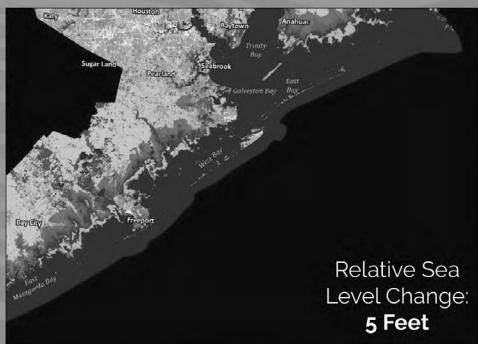 Katy
Houston
Baytown
Anahuac
Trinity
Bay
Sugar Land
Seabrook
Pearland
East
Bay
Galveston Bay
West Bay
Bay City
Freeport
East
Matagorda Bay
Relative Sea
Level Change:
5 Feet